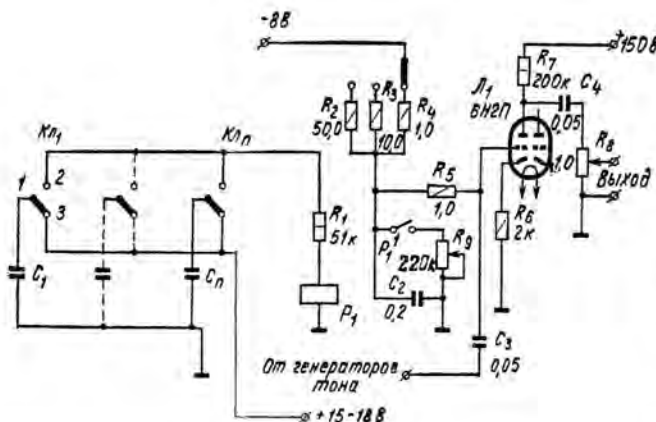 -8В
+150В
R7
200к
C4
Л1
6Н2П
0,05
R2
50,0
R3
10,0
R4
1,0
R8
1,0
Выход
Кл1
Клn
1
2
3
R5
1,0
R6
2к
R1
51к
P1
R9
220к
C2
0,2
P1
C1
Cn
C3
0,05
От генераторов
тона
+15-18В